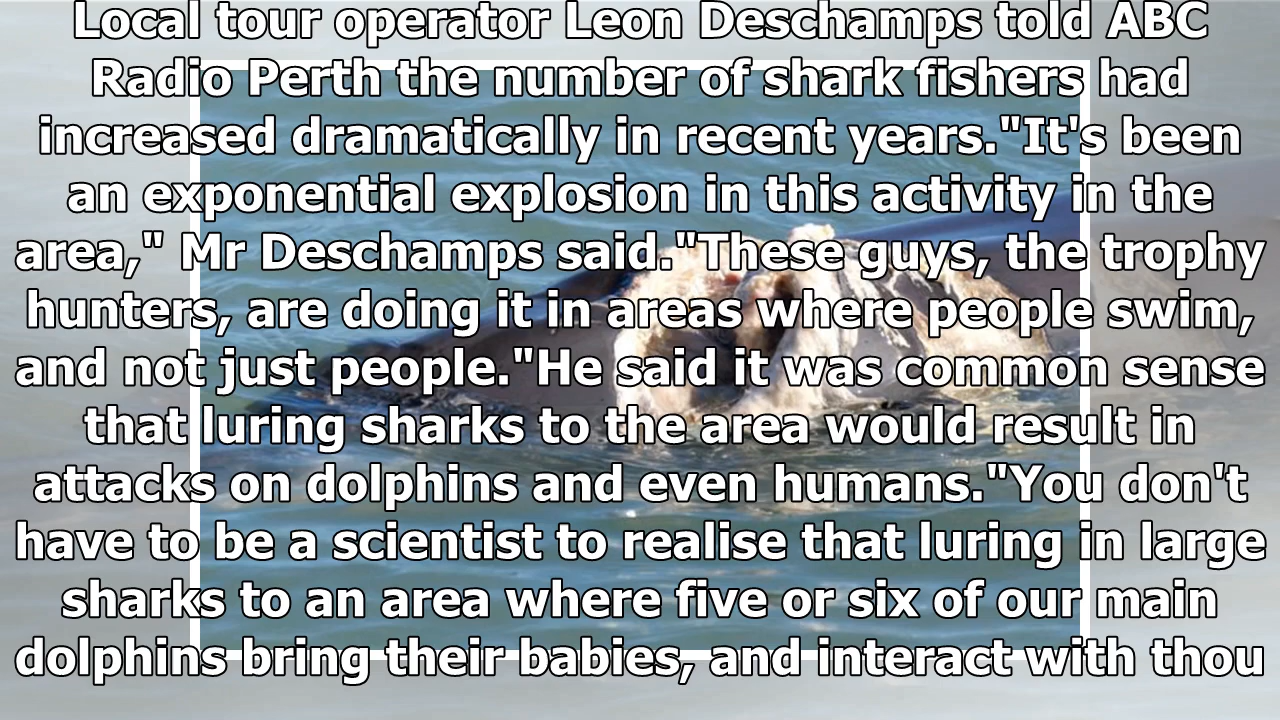 Local tour operator Leon Deschamps told ABC
Radio Perth the number of shark fishers had
increased dramatically in recent years."It's been
an exponential explosion in this activity in the
area," Mr Deschamps said."These guys, the trophy
hunters, are doing it in areas where people swim,
and not just people."He said it was common sense
that luring sharks to the area would result in
attacks on dolphins and even humans."You don't
have to be a scientist to realise that luring in large
sharks to an area where five or six of our main
dolphins bring their babies, and interact with thou